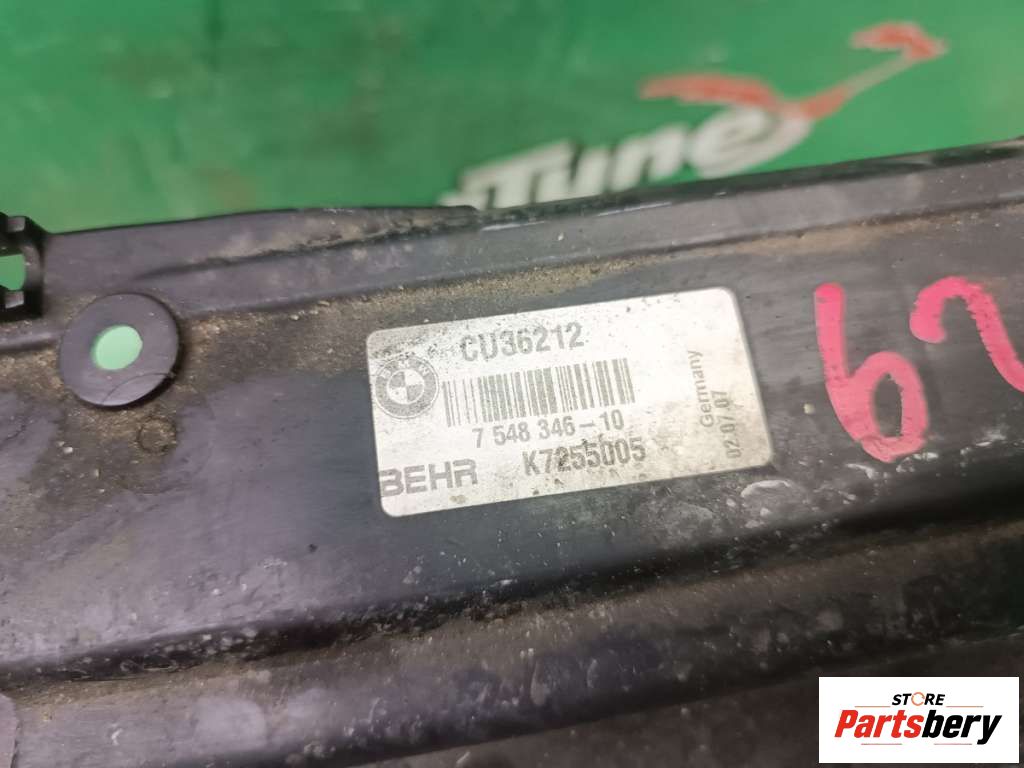 Tune
CU36212
7 548 346-10
BEHR K7255005
Germany
02.07.07
62
STORE
Partsbery